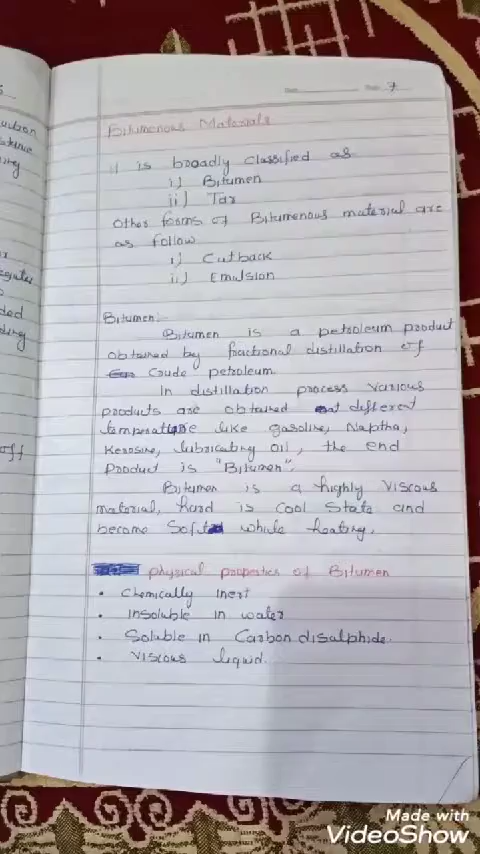 7
Bitumenous Materials
it is broadly classified as
i) Bitumen
ii) Tar
Other forms of Bitumenous material are
as follow
i) Cutback
ii) Emulsion
Bitumen:
Bitumen is a petroleum product
obtained by fractional distillation of
crude petroleum.
In distillation process various
products are obtained at different
temperature like gasoline, Naptha,
Kerosine, lubricating oil, the end
Product is "Bitumen".
Bitumen is a highly viscous
material, hard is cool State and
become Soft while heating.
physical properties of Bitumen
• Chemically inert
• Insoluble in water
• Soluble in Carbon disulphide.
• Viscous liquid.
Made with
VideoShow